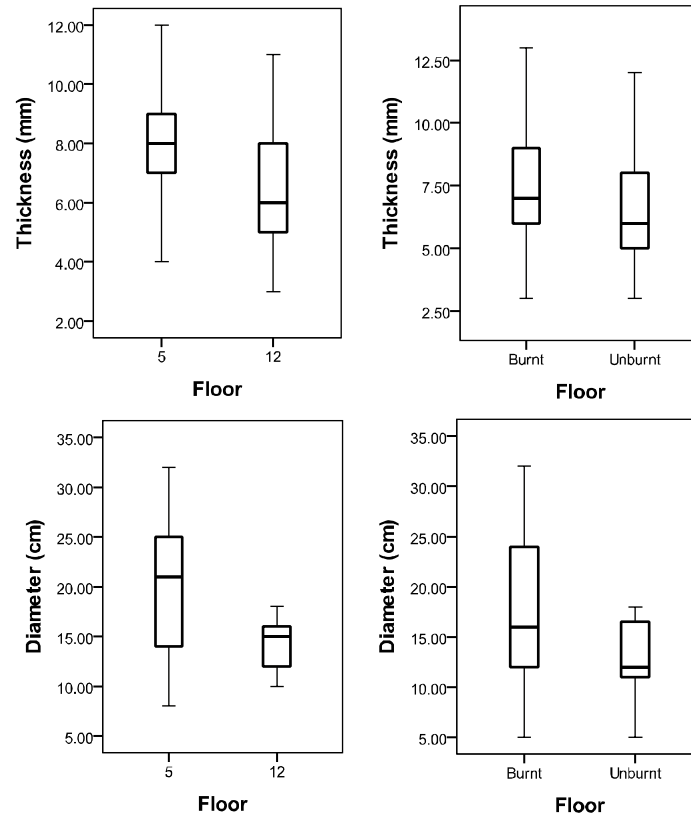 Thickness (mm)
12.00
10.00
8.00
6.00
4.00
2.00
5 12
Floor
Thickness (mm)
12.50
10.00
7.50
5.00
2.50
Burnt Unburnt
Floor
Diameter (cm)
35.00
30.00
25.00
20.00
15.00
10.00
5.00
5 12
Floor
Diameter (cm)
35.00
30.00
25.00
20.00
15.00
10.00
5.00
Burnt Unburnt
Floor